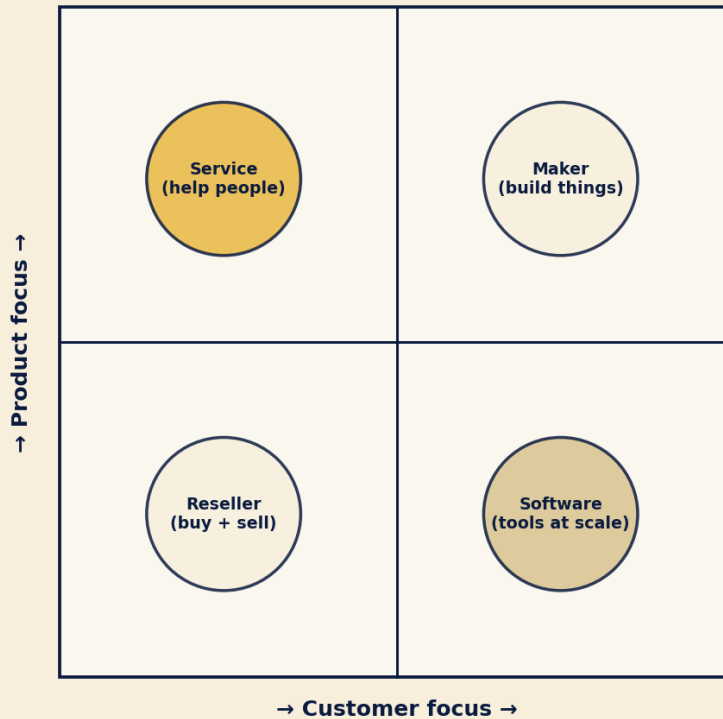 Service
(help people)
Maker
(build things)
→ Product focus →
Reseller
(buy + sell)
Software
(tools at scale)
→ Customer focus →